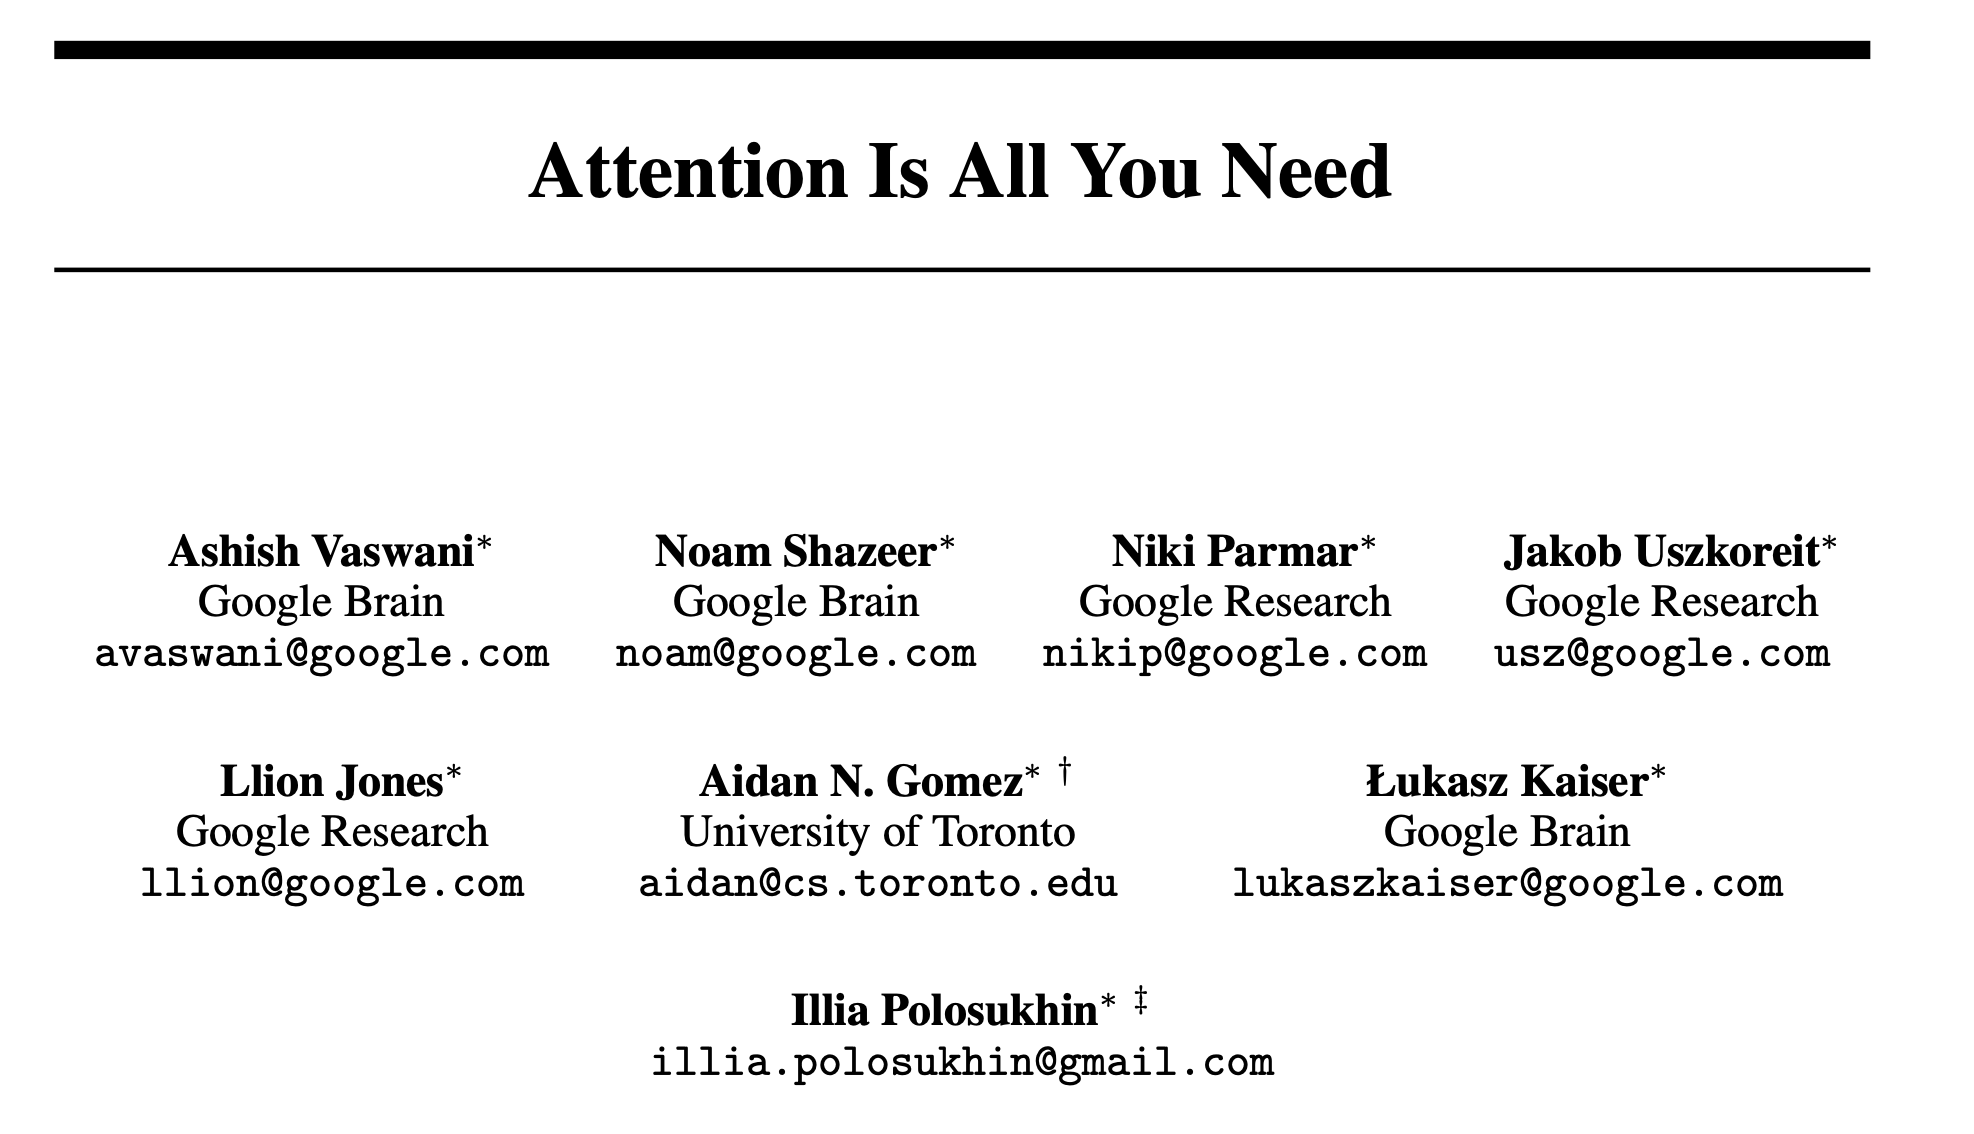 Attention Is All You Need
Ashish Vaswani* Noam Shazeer* Niki Parmar* Jakob Uszkoreit*
Google Brain Google Brain Google Research Google Research
avaswani@google.com noam@google.com nikip@google.com usz@google.com
Llion Jones* Aidan N. Gomez* † Łukasz Kaiser*
Google Research University of Toronto Google Brain
llion@google.com aidan@cs.toronto.edu lukaszkaiser@google.com
Illia Polosukhin* ‡
illia.polosukhin@gmail.com